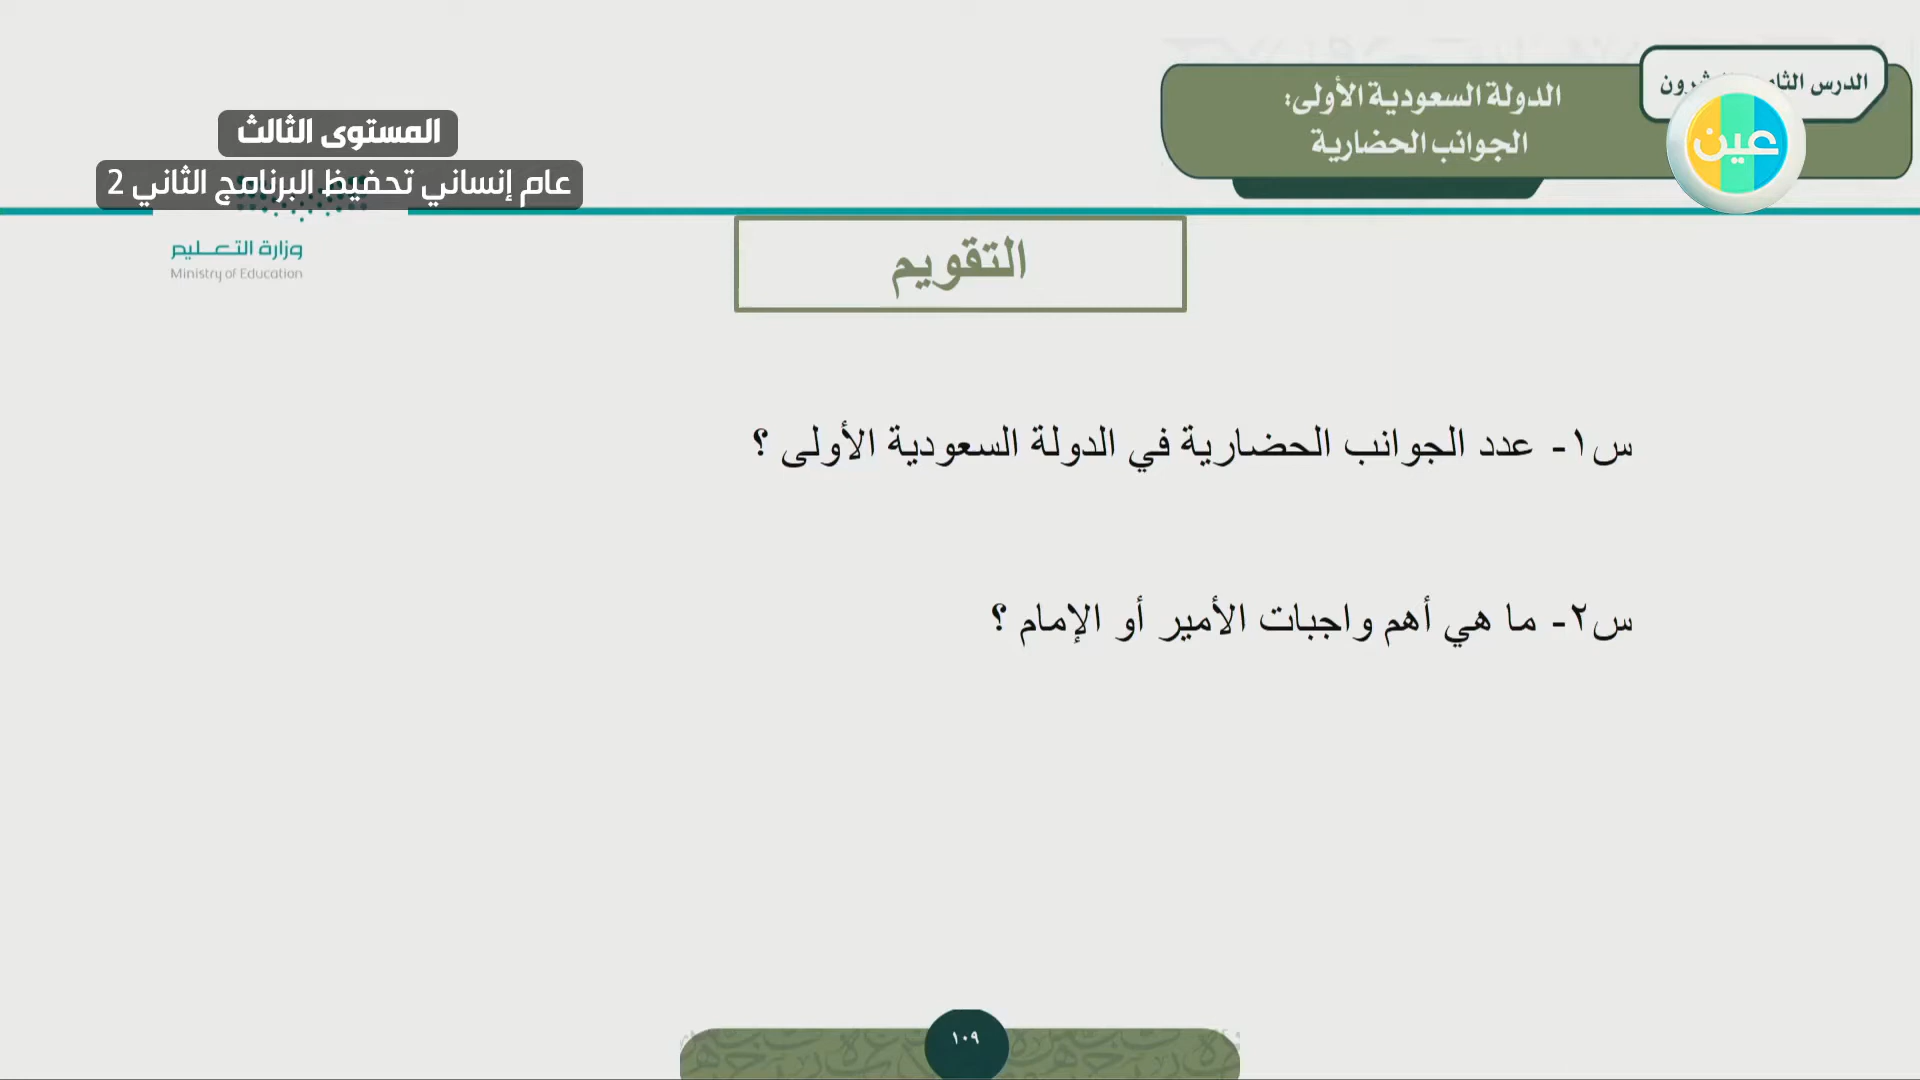 الدرس
الدولة السعودية الأولى:
الجوانب الحضارية
عين
المستوى الثالث
عام إنساني تحفيظ البرنامج الثاني 2
وزارة التعليم
Ministry of Education
التقويم
س١- عدد الجوانب الحضارية في الدولة السعودية الأولى ؟
س٢- ما هي أهم واجبات الأمير أو الإمام ؟
١٠٩